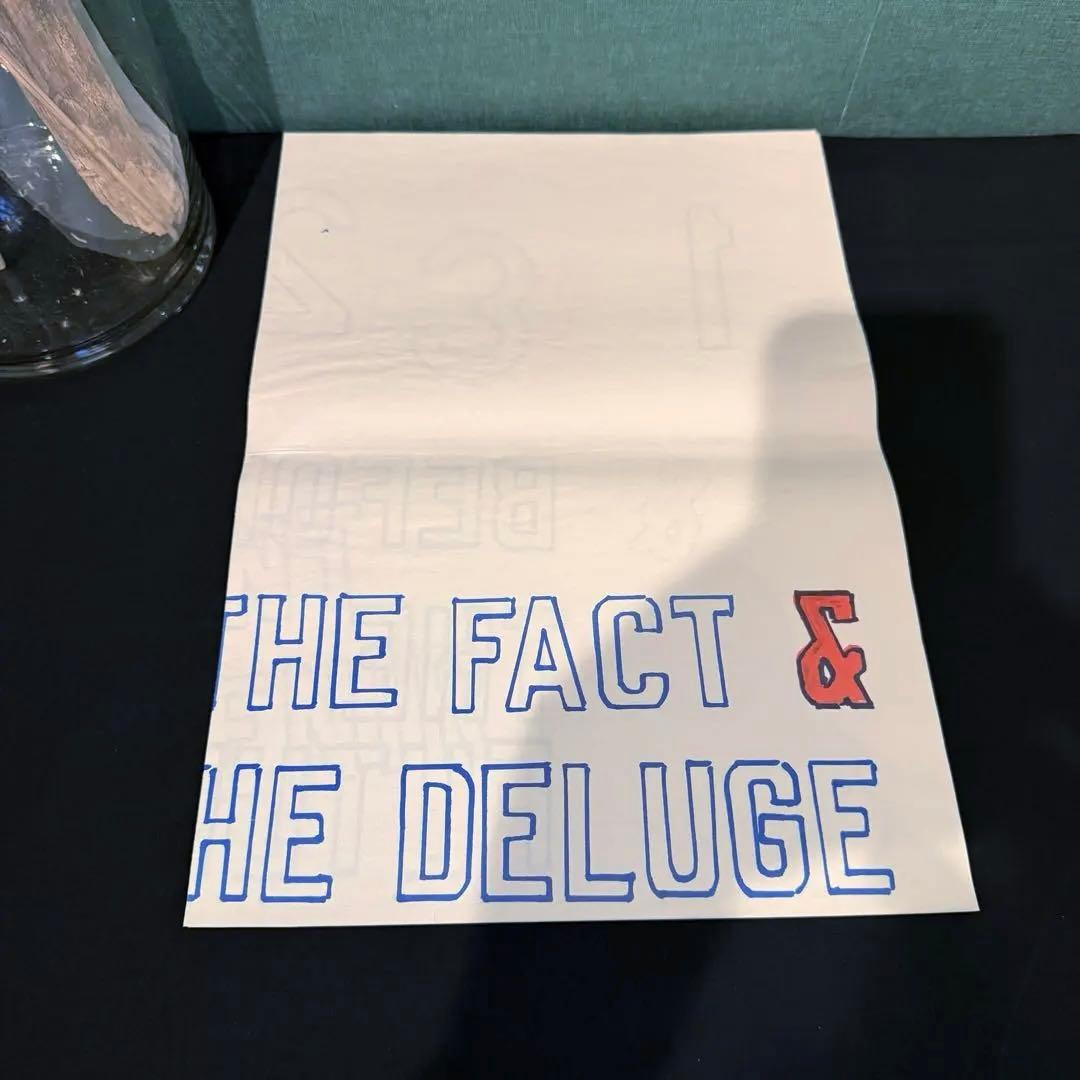 THE FACT &
HE DELUGE